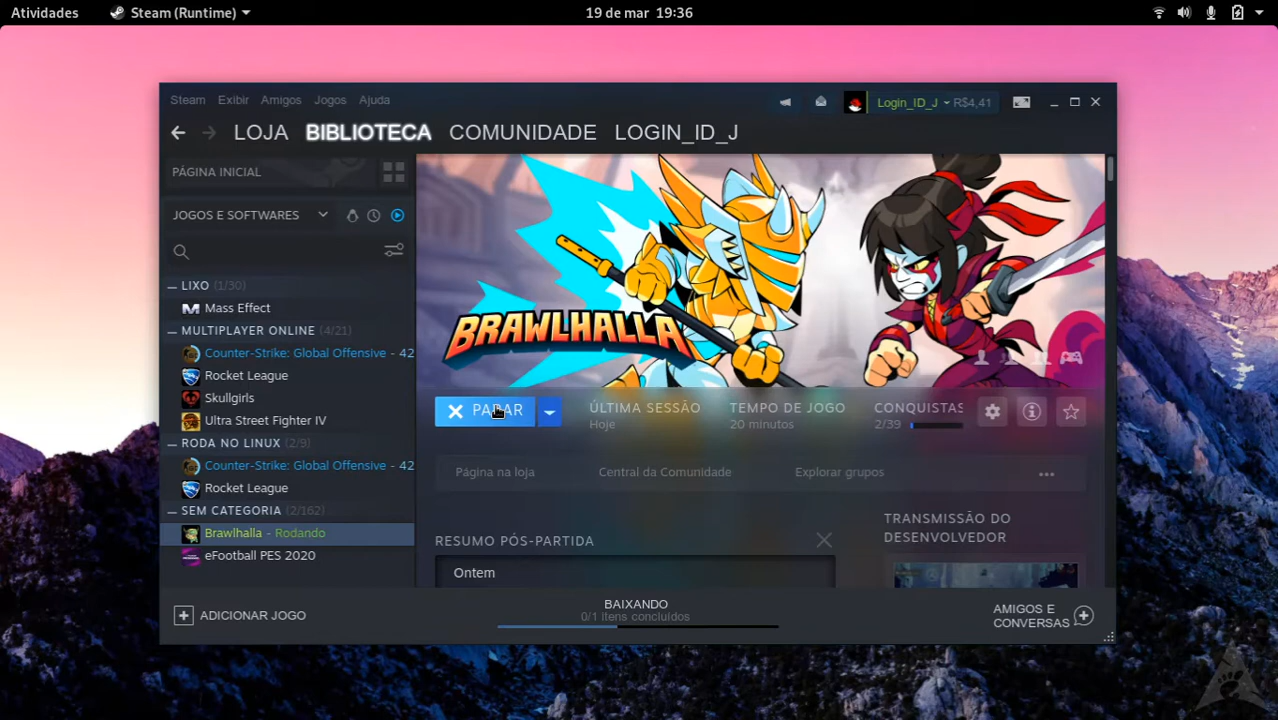 Atividades Steam (Runtime) 19 de mar 19:36
Steam Exibir Amigos Jogos Ajuda Login_ID_J R$4,41
LOJA BIBLIOTECA COMUNIDADE LOGIN_ID_J
PÁGINA INICIAL
JOGOS E SOFTWARES
LIXO (1/30)
Mass Effect
MULTIPLAYER ONLINE (4/21)
Counter-Strike: Global Offensive - 42
Rocket League
Skullgirls
Ultra Street Fighter IV
RODA NO LINUX (2/9)
Counter-Strike: Global Offensive - 42
Rocket League
SEM CATEGORIA (2/162)
Brawlhalla - Rodando
eFootball PES 2020
BRAWLHALLA
PARAR
ÚLTIMA SESSÃO
Hoje
TEMPO DE JOGO
20 minutos
CONQUISTAS
2/39
Página na loja Central da Comunidade Explorar grupos
RESUMO PÓS-PARTIDA
Ontem
TRANSMISSÃO DO
DESENVOLVEDOR
ADICIONAR JOGO
BAIXANDO
0/1 itens concluídos
AMIGOS E
CONVERSAS